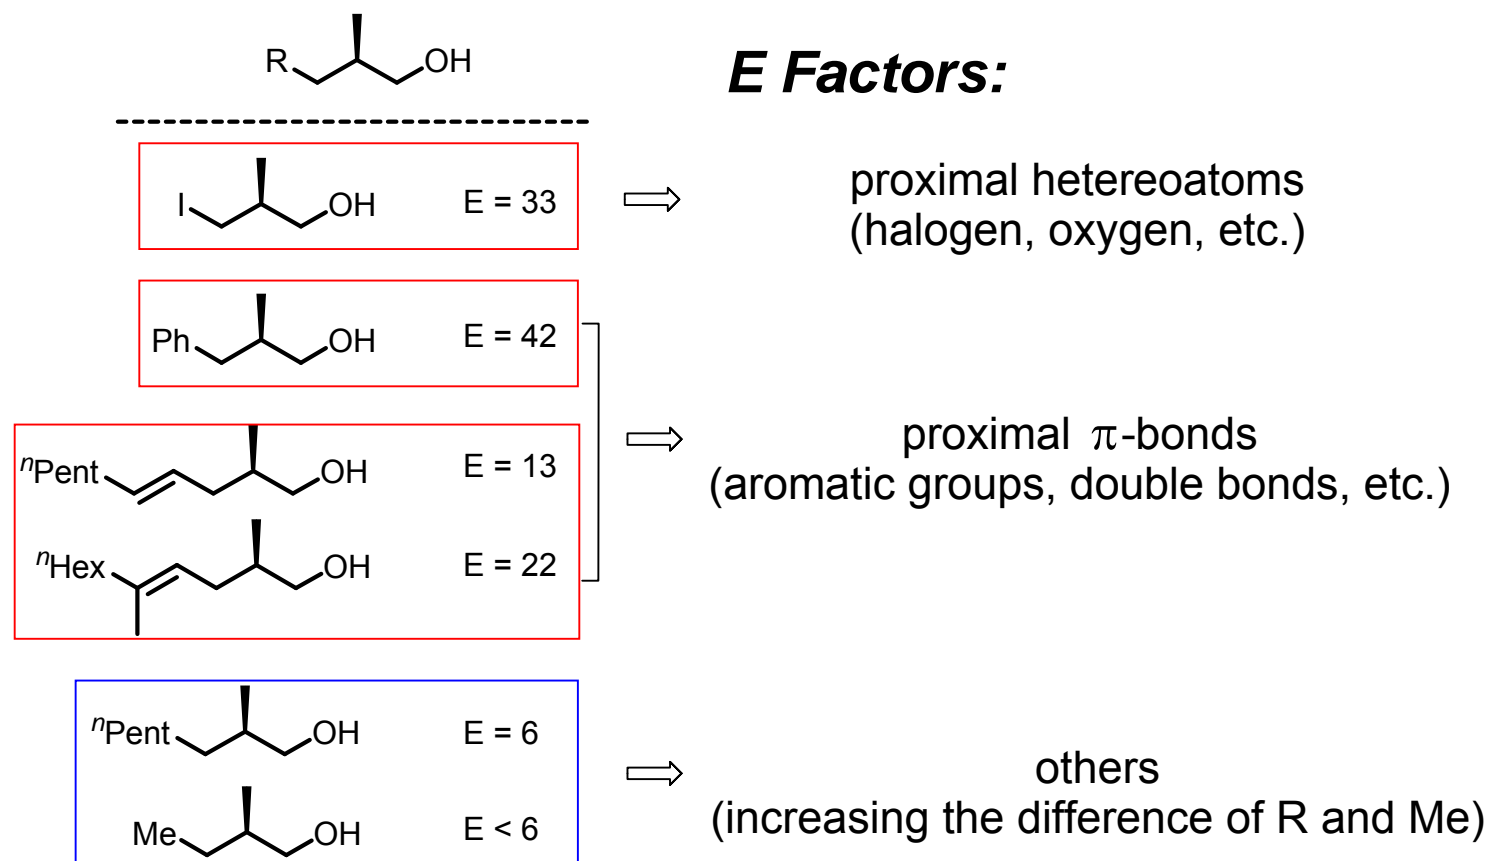 R OH
E Factors:
I OH E = 33
proximal hetereoatoms
(halogen, oxygen, etc.)
Ph OH E = 42
proximal π-bonds
(aromatic groups, double bonds, etc.)
nPent OH E = 13
nHex OH E = 22
nPent OH E = 6
others
(increasing the difference of R and Me)
Me OH E < 6